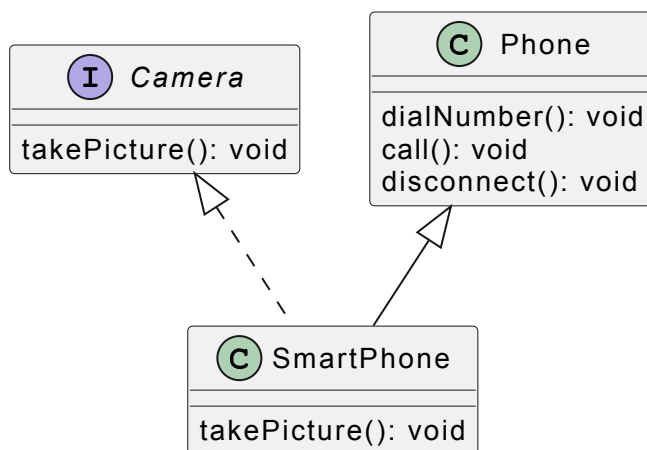 I Camera
takePicture(): void
C Phone
dialNumber(): void
call(): void
disconnect(): void
C SmartPhone
takePicture(): void